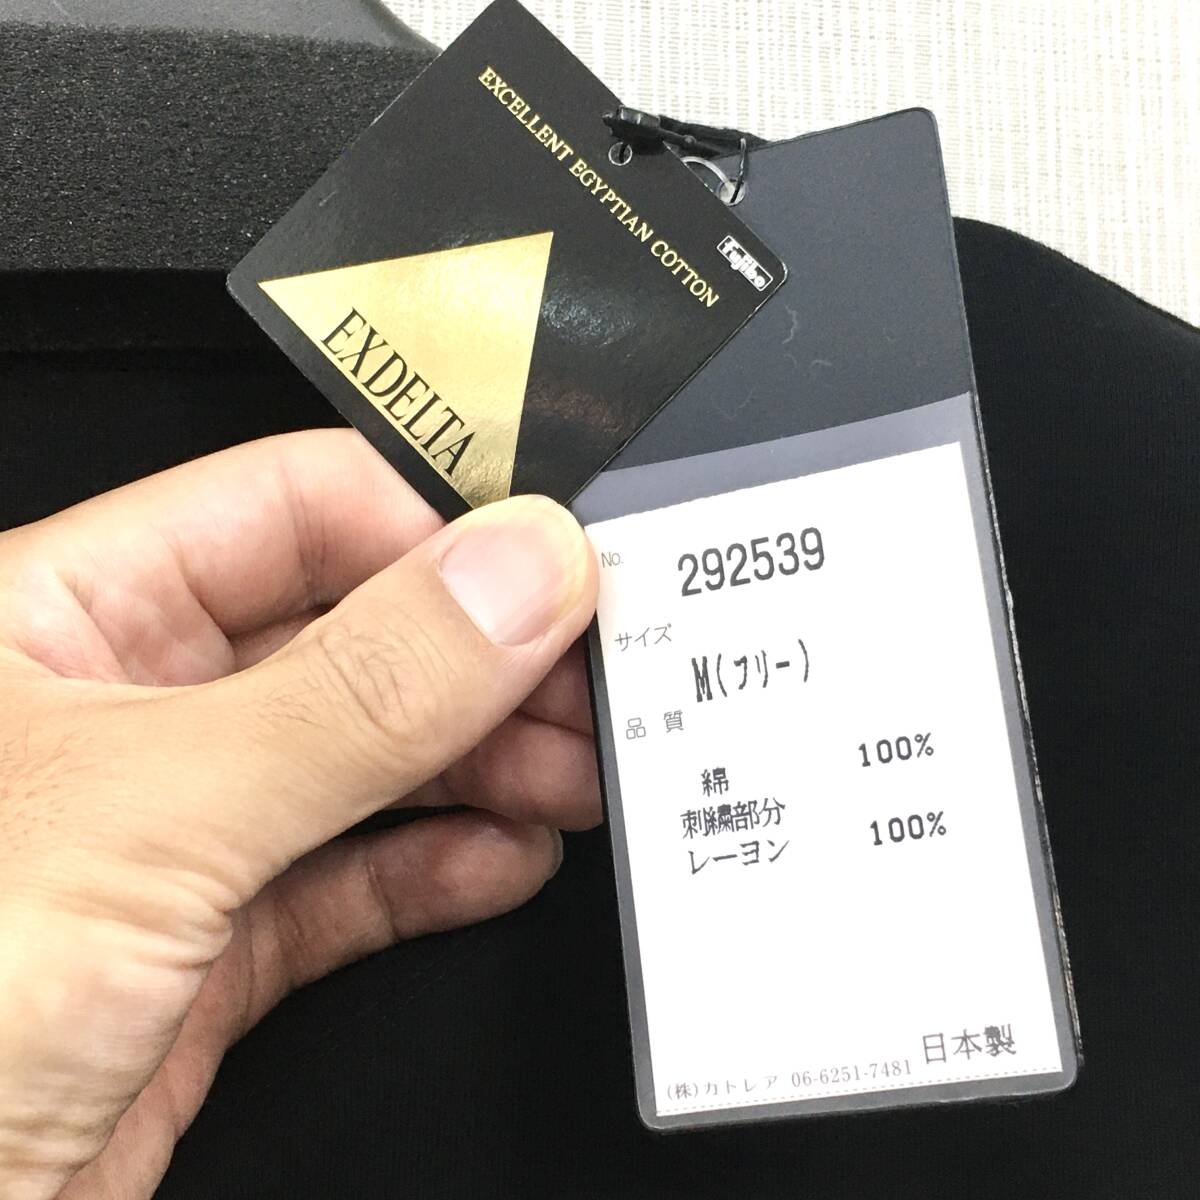 EXCELLENT EGYPTIAN COTTON
Fujibo
EXDELTA
No.
292539
サイズ
M(フリー)
品質
綿 100%
刺繍部分
レーヨン 100%
日本製
(株)カトレア 06-6251-7481